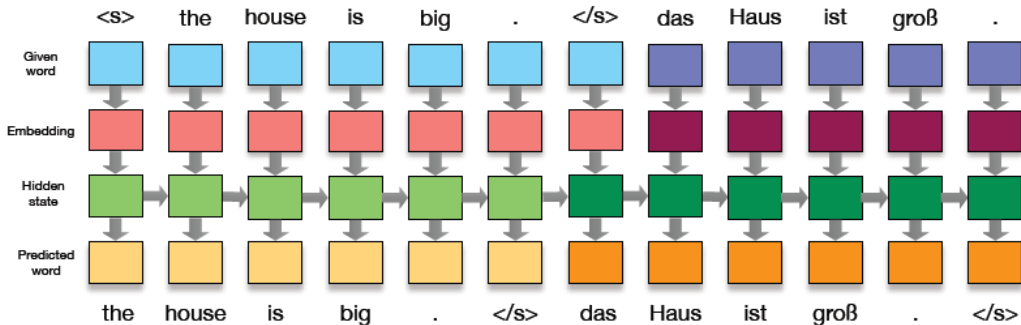 <s> the house is big . </s> das Haus ist groß .
Given
word
Embedding
Hidden
state
Predicted
word
the house is big . </s> das Haus ist groß . </s>